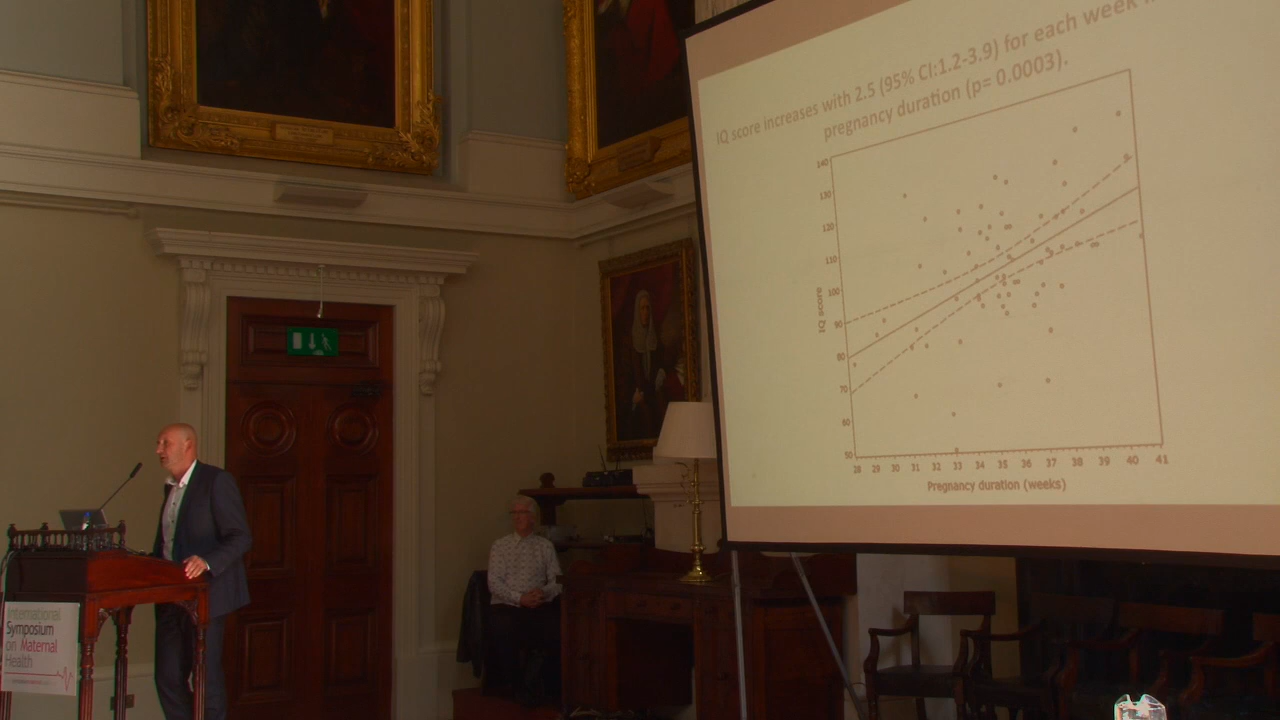 IQ score increases with 2.5 (95% CI:1.2-3.9) for each week
pregnancy duration (p= 0.0003).
140
130
120
110
100
90
80
70
60
50
IQ score
28 29 30 31 32 33 34 35 36 37 38 39 40 41
Pregnancy duration (weeks)
International
Symposium
on Maternal
Health